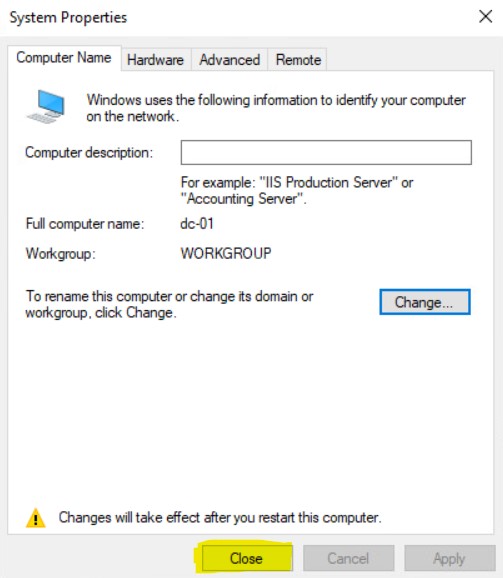 System Properties
Computer Name
Hardware
Advanced
Remote
Windows uses the following information to identify your computer
on the network.
Computer description:
For example: "IIS Production Server" or
"Accounting Server".
Full computer name:
dc-01
Workgroup:
WORKGROUP
To rename this computer or change its domain or
workgroup, click Change.
Change...
Changes will take effect after you restart this computer.
Close
Cancel
Apply